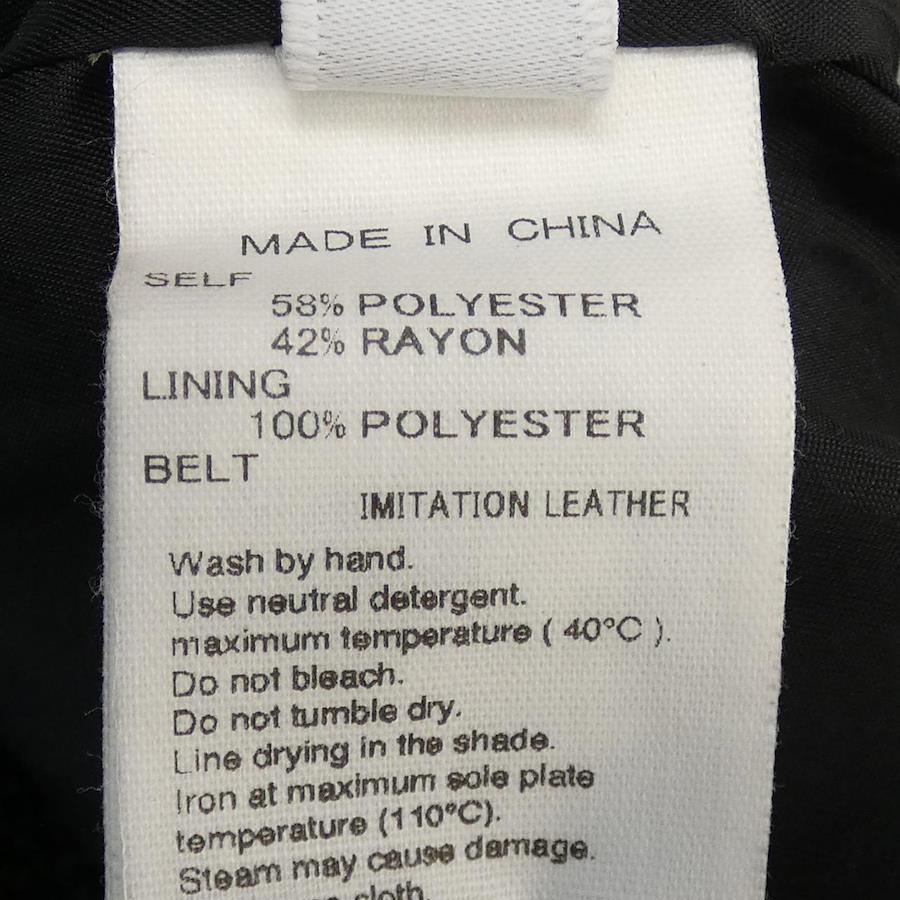 MADE IN CHINA
SELF
58% POLYESTER
42% RAYON
LINING
100% POLYESTER
BELT
IMITATION LEATHER
Wash by hand.
Use neutral detergent.
maximum temperature ( 40°C ).
Do not bleach.
Do not tumble dry.
Line drying in the shade.
Iron at maximum sole plate
temperature (110°C).
Steam may cause damage.
cloth.